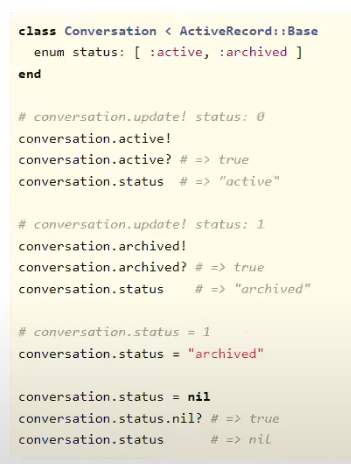 class Conversation < ActiveRecord::Base
  enum status: [ :active, :archived ]
end

# conversation.update! status: 0
conversation.active!
conversation.active? # => true
conversation.status  # => "active"

# conversation.update! status: 1
conversation.archived!
conversation.archived? # => true
conversation.status    # => "archived"

# conversation.status = 1
conversation.status = "archived"

conversation.status = nil
conversation.status.nil? # => true
conversation.status      # => nil